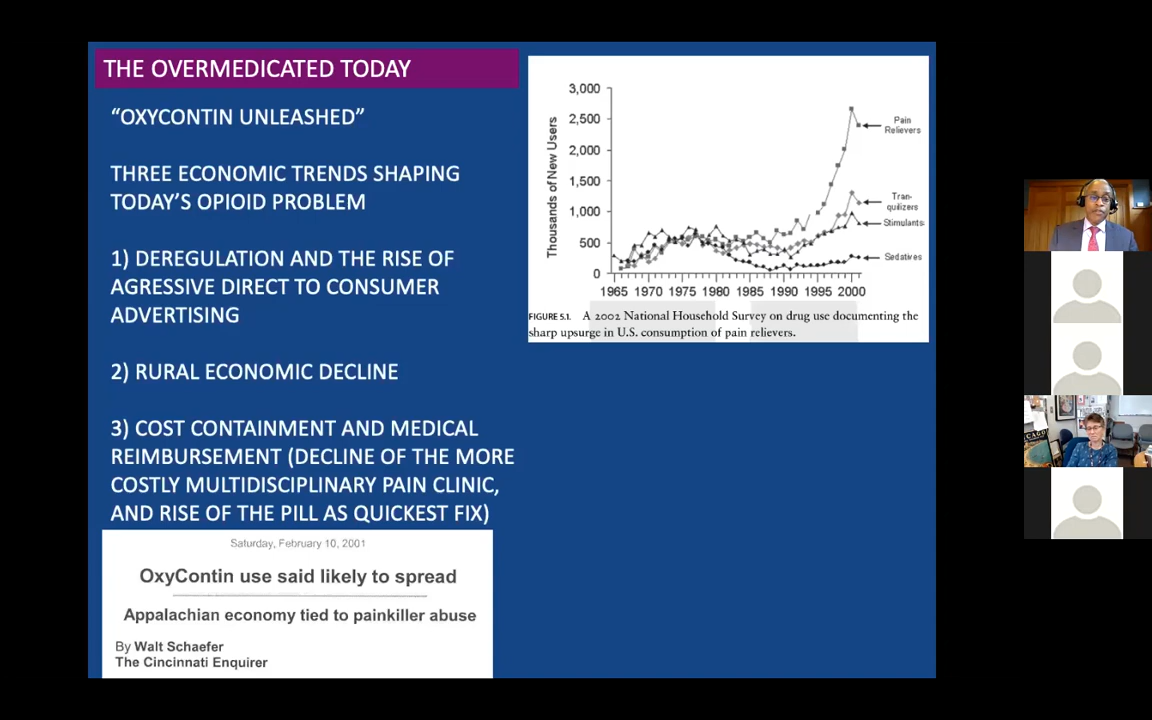 THE OVERMEDICATED TODAY
“OXYCONTIN UNLEASHED”
THREE ECONOMIC TRENDS SHAPING
TODAY’S OPIOID PROBLEM
1) DEREGULATION AND THE RISE OF
AGRESSIVE DIRECT TO CONSUMER
ADVERTISING
2) RURAL ECONOMIC DECLINE
3) COST CONTAINMENT AND MEDICAL
REIMBURSEMENT (DECLINE OF THE MORE
COSTLY MULTIDISCIPLINARY PAIN CLINIC,
AND RISE OF THE PILL AS QUICKEST FIX)
Saturday, February 10, 2001
OxyContin use said likely to spread
Appalachian economy tied to painkiller abuse
By Walt Schaefer
The Cincinnati Enquirer
Thousands of New Users
3,000
2,500
2,000
1,500
1,000
500
0
1965 1970 1975 1980 1985 1990 1995 2000
Pain
Relievers
Tran-
quilizers
Stimulants
Sedatives
FIGURE 5.1. A 2002 National Household Survey on drug use documenting the
sharp upsurge in U.S. consumption of pain relievers.